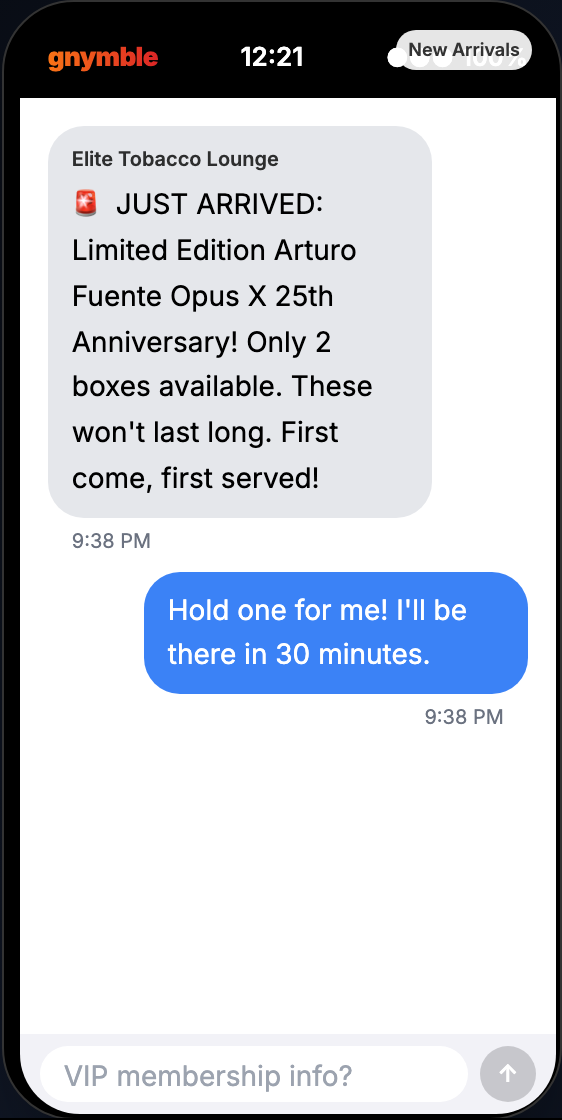 gnymble
12:21
New Arrivals
100%
Elite Tobacco Lounge
🚨 JUST ARRIVED:
Limited Edition Arturo
Fuente Opus X 25th
Anniversary! Only 2
boxes available. These
won't last long. First
come, first served!
9:38 PM
Hold one for me! I'll be
there in 30 minutes.
9:38 PM
VIP membership info?